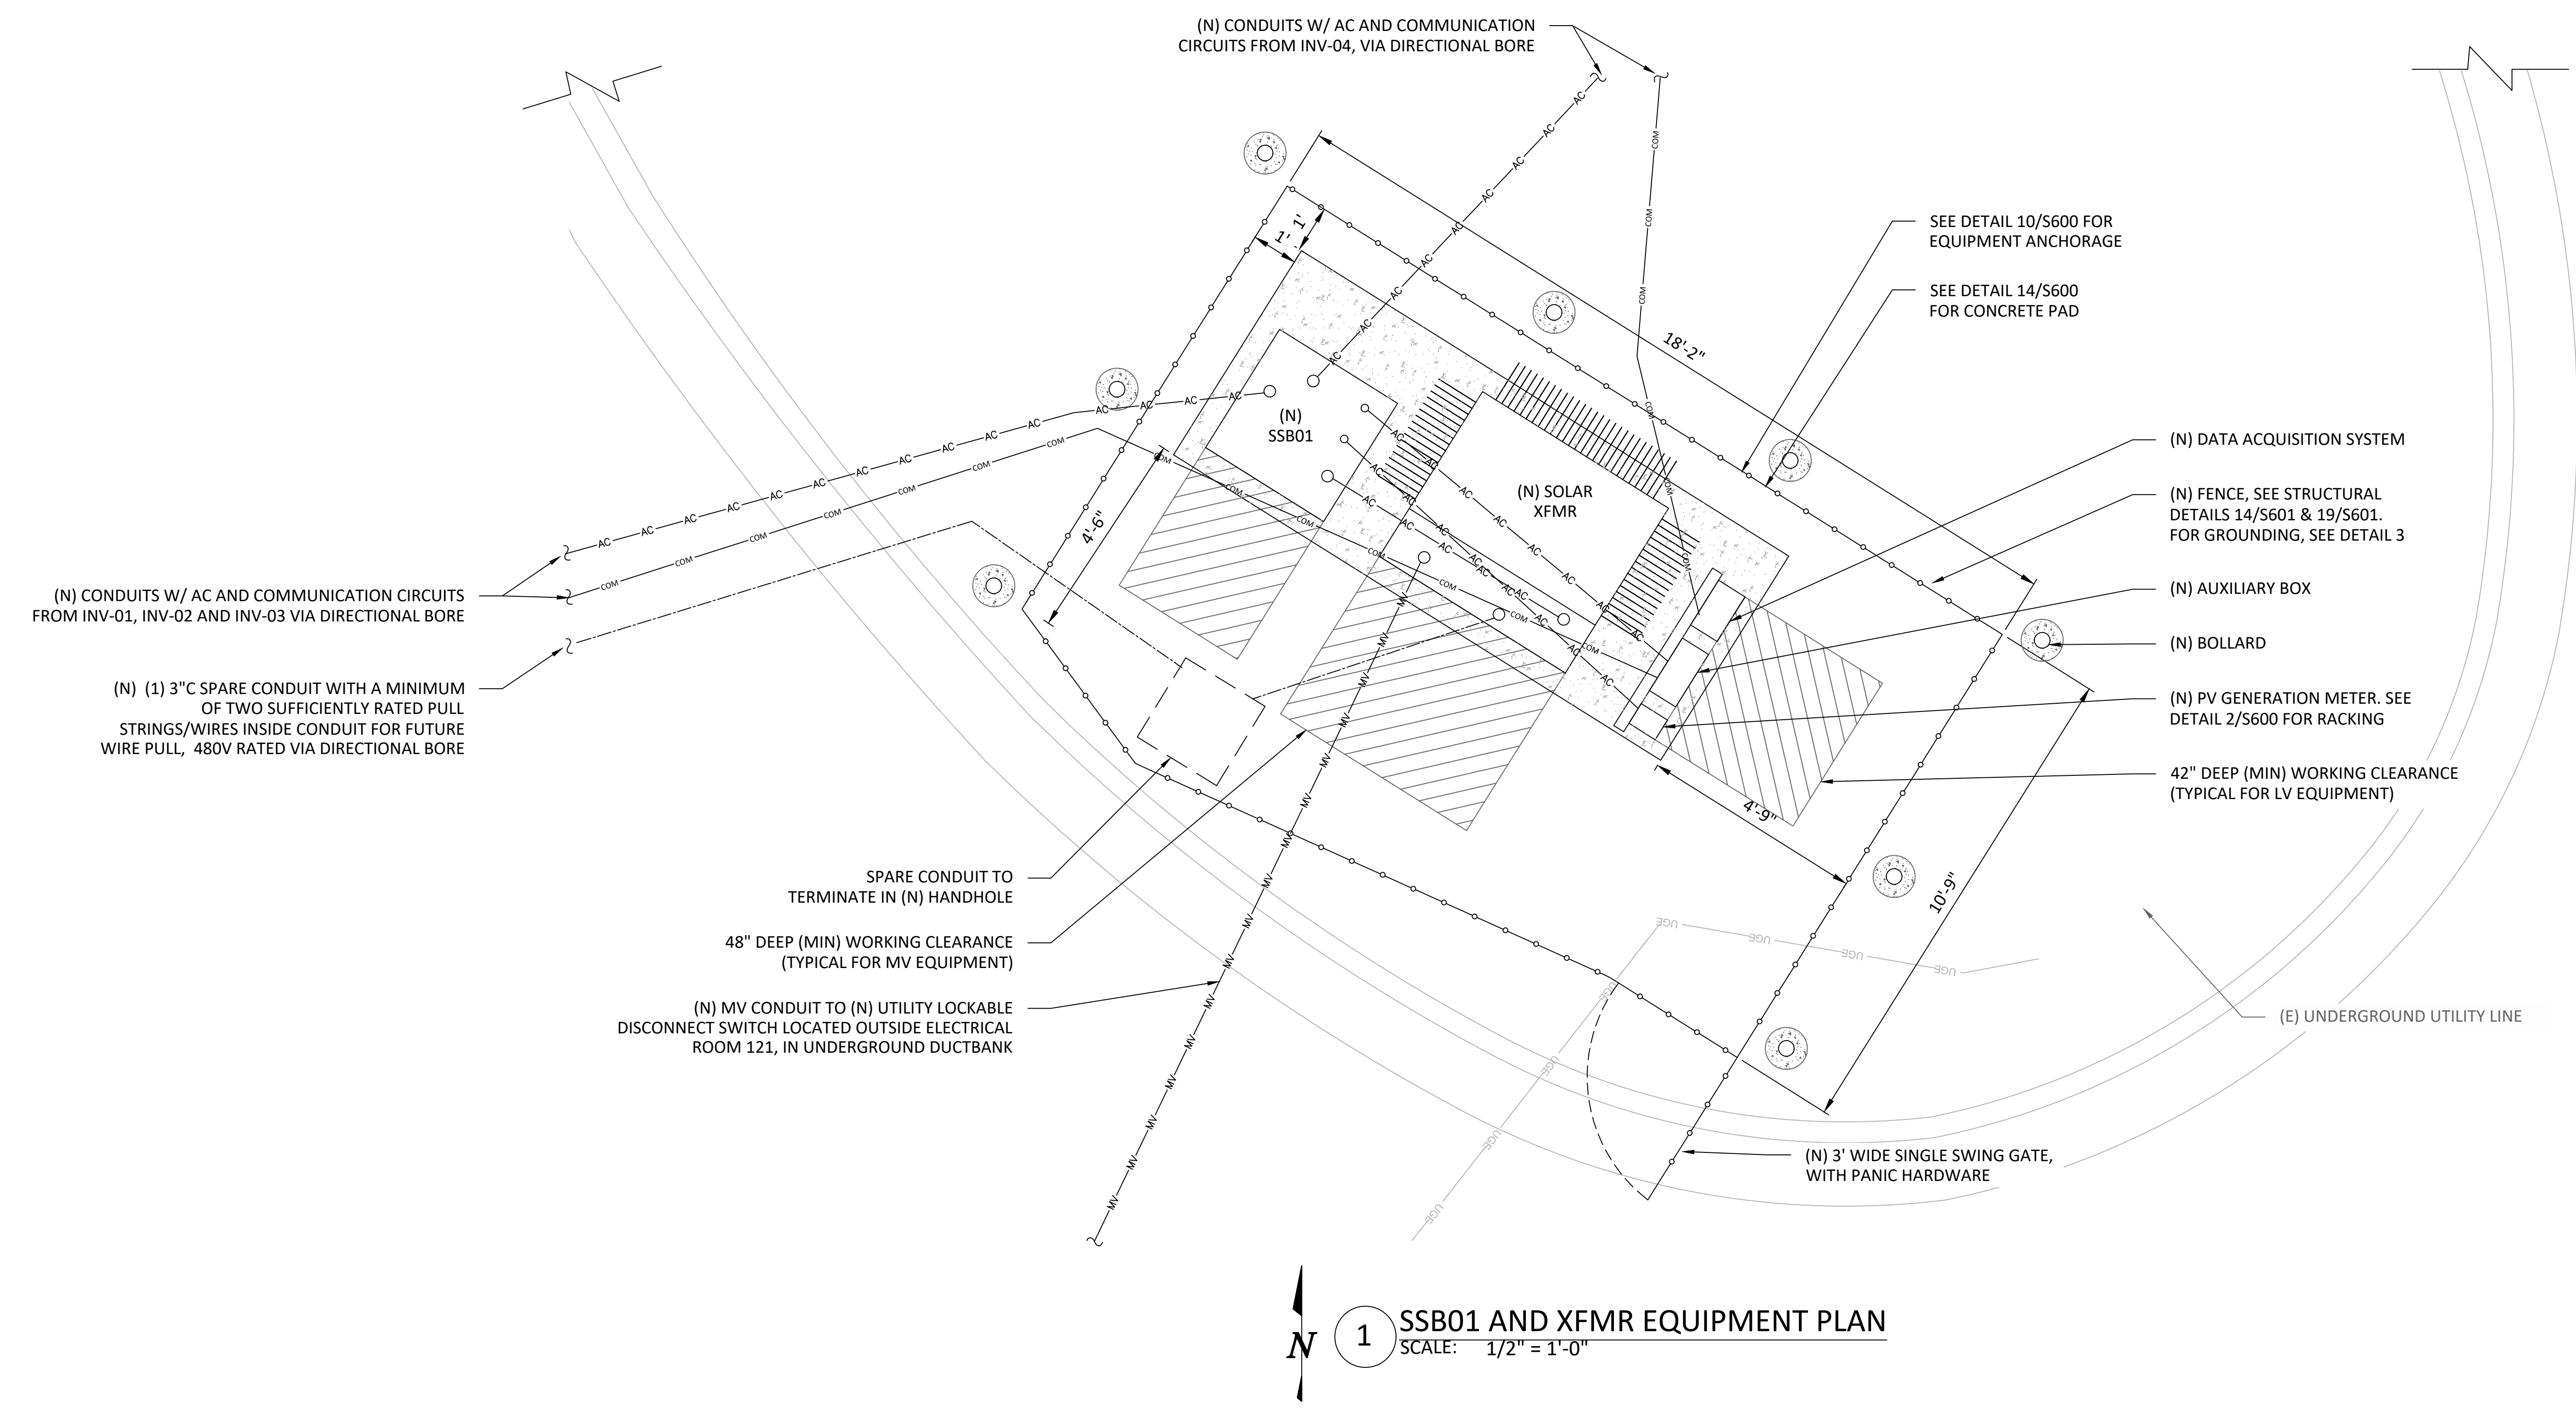 (N) CONDUITS W/ AC AND COMMUNICATION
CIRCUITS FROM INV-04, VIA DIRECTIONAL BORE
1'
1'
18'-2"
SEE DETAIL 10/S600 FOR
EQUIPMENT ANCHORAGE
SEE DETAIL 14/S600
FOR CONCRETE PAD
(N)
SSB01
(N) SOLAR
XFMR
4'-6"
(N) DATA ACQUISITION SYSTEM
(N) FENCE, SEE STRUCTURAL
DETAILS 14/S601 & 19/S601.
FOR GROUNDING, SEE DETAIL 3
(N) AUXILIARY BOX
(N) BOLLARD
(N) PV GENERATION METER. SEE
DETAIL 2/S600 FOR RACKING
42" DEEP (MIN) WORKING CLEARANCE
(TYPICAL FOR LV EQUIPMENT)
4'-9"
10'-9"
(N) CONDUITS W/ AC AND COMMUNICATION CIRCUITS
FROM INV-01, INV-02 AND INV-03 VIA DIRECTIONAL BORE
(N) (1) 3"C SPARE CONDUIT WITH A MINIMUM
OF TWO SUFFICIENTLY RATED PULL
STRINGS/WIRES INSIDE CONDUIT FOR FUTURE
WIRE PULL, 480V RATED VIA DIRECTIONAL BORE
SPARE CONDUIT TO
TERMINATE IN (N) HANDHOLE
48" DEEP (MIN) WORKING CLEARANCE
(TYPICAL FOR MV EQUIPMENT)
(N) MV CONDUIT TO (N) UTILITY LOCKABLE
DISCONNECT SWITCH LOCATED OUTSIDE ELECTRICAL
ROOM 121, IN UNDERGROUND DUCTBANK
(E) UNDERGROUND UTILITY LINE
(N) 3' WIDE SINGLE SWING GATE,
WITH PANIC HARDWARE
AC
COM
MV
UGE
N
1
SSB01 AND XFMR EQUIPMENT PLAN
SCALE: 1/2" = 1'-0"